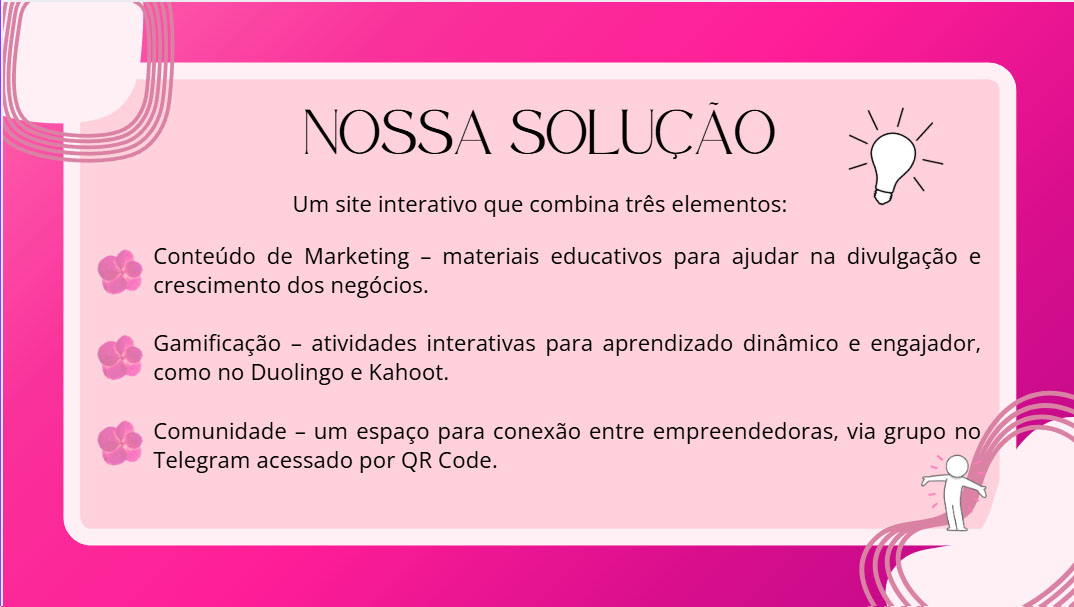 NOSSA SOLUÇÃO
Um site interativo que combina três elementos:
Conteúdo de Marketing – materiais educativos para ajudar na divulgação e
crescimento dos negócios.
Gamificação – atividades interativas para aprendizado dinâmico e engajador,
como no Duolingo e Kahoot.
Comunidade – um espaço para conexão entre empreendedoras, via grupo no
Telegram acessado por QR Code.